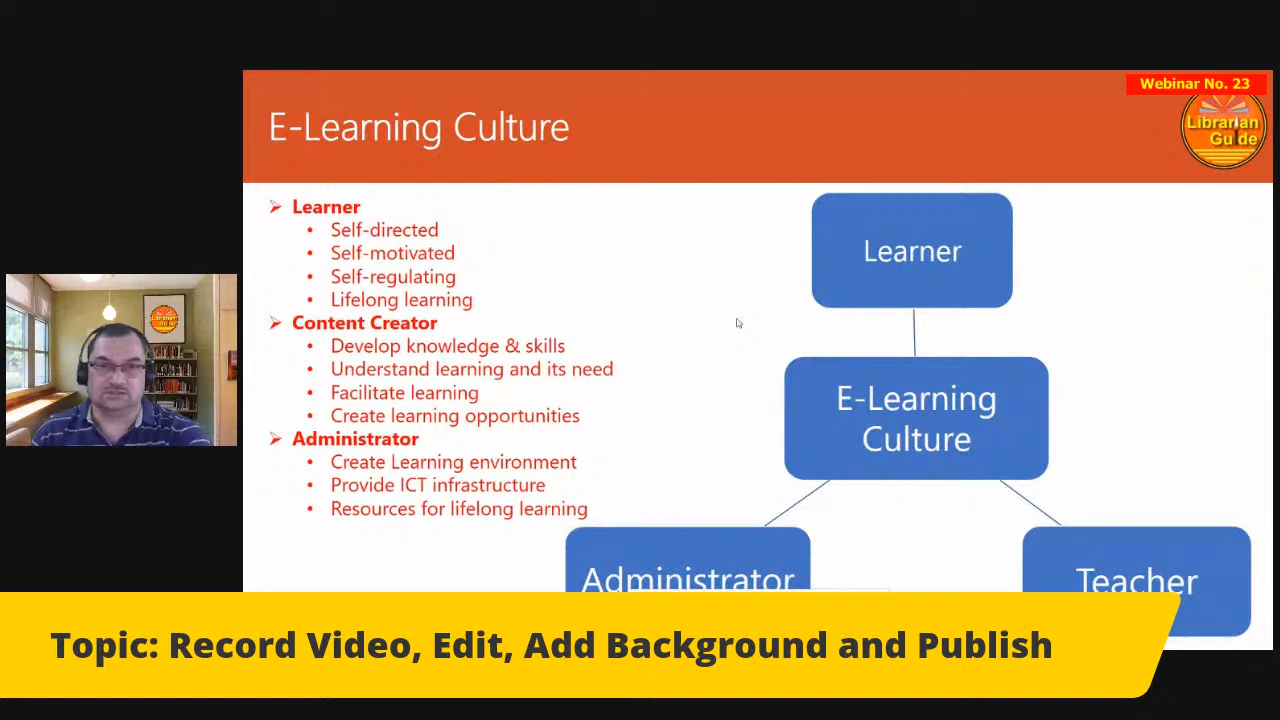 Webinar No. 23
E-Learning Culture
Librarian
Guide
➢ Learner
• Self-directed
• Self-motivated
• Self-regulating
• Lifelong learning
➢ Content Creator
• Develop knowledge & skills
• Understand learning and its need
• Facilitate learning
• Create learning opportunities
➢ Administrator
• Create Learning environment
• Provide ICT infrastructure
• Resources for lifelong learning
Learner
E-Learning
Culture
Administrator
Teacher
Librarian
Guide
Topic: Record Video, Edit, Add Background and Publish